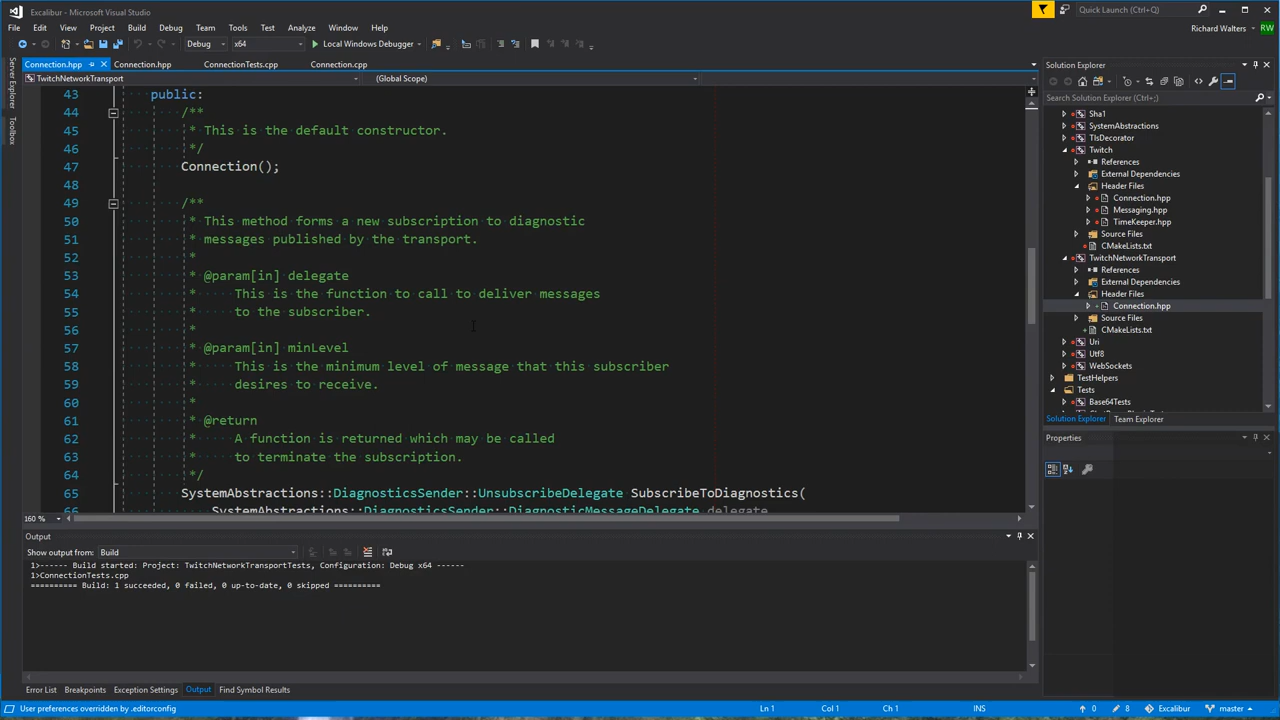 Excalibur - Microsoft Visual Studio
Quick Launch (Ctrl+Q)
File Edit View Project Build Debug Team Tools Test Analyze Window Help
Richard Walters RW
Debug x64 Local Windows Debugger
Server Explorer
Toolbox
Connection.hpp Connection.hpp ConnectionTests.cpp Connection.cpp
TwitchNetworkTransport (Global Scope)
43 public:
44 /**
45 * This is the default constructor.
46 */
47 Connection();
48
49 /**
50 * This method forms a new subscription to diagnostic
51 * messages published by the transport.
52 *
53 * @param[in] delegate
54 * This is the function to call to deliver messages
55 * to the subscriber.
56 *
57 * @param[in] minLevel
58 * This is the minimum level of message that this subscriber
59 * desires to receive.
60 *
61 * @return
62 * A function is returned which may be called
63 * to terminate the subscription.
64 */
65 SystemAbstractions::DiagnosticsSender::UnsubscribeDelegate SubscribeToDiagnostics(
66 SystemAbstractions::DiagnosticsSender::DiagnosticMessageDelegate delegate
160 %
Output
Show output from: Build
1>------ Build started: Project: TwitchNetworkTransportTests, Configuration: Debug x64 ------
1>ConnectionTests.cpp
========== Build: 1 succeeded, 0 failed, 0 up-to-date, 0 skipped ==========
Error List Breakpoints Exception Settings Output Find Symbol Results
Solution Explorer
Search Solution Explorer (Ctrl+;)
Sha1
SystemAbstractions
TlsDecorator
Twitch
References
External Dependencies
Header Files
Connection.hpp
Messaging.hpp
TimeKeeper.hpp
Source Files
CMakeLists.txt
TwitchNetworkTransport
References
External Dependencies
Header Files
Connection.hpp
Source Files
CMakeLists.txt
Uri
Utf8
WebSockets
TestHelpers
Tests
Base64Tests
Solution Explorer Team Explorer
Properties
User preferences overridden by .editorconfig Ln 1 Col 1 Ch 1 INS 0 8 Excalibur master